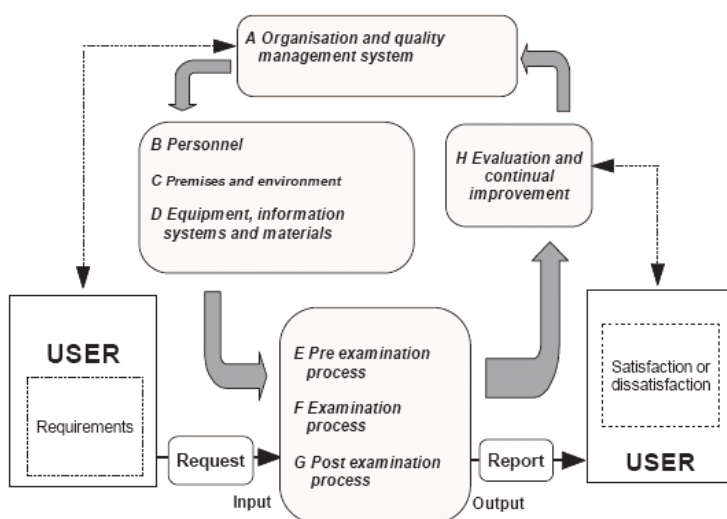 A Organisation and quality
management system
B Personnel
C Premises and environment
D Equipment, information
systems and materials
H Evaluation and
continual
improvement
USER
Requirements
E Pre examination
process
F Examination
process
G Post examination
process
Request
Input
Report
Output
Satisfaction or
dissatisfaction
USER